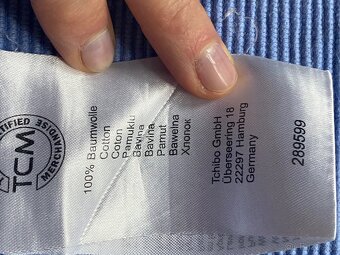 CERTIFIED
TCM
MERCHANDISE
100% Baumwolle
Cotton
Coton
Pamuklu
Bavlna
Bavlna
Pamut
Bawełna
Хлопок
Tchibo GmbH
Überseering 18
22297 Hamburg
Germany
289599